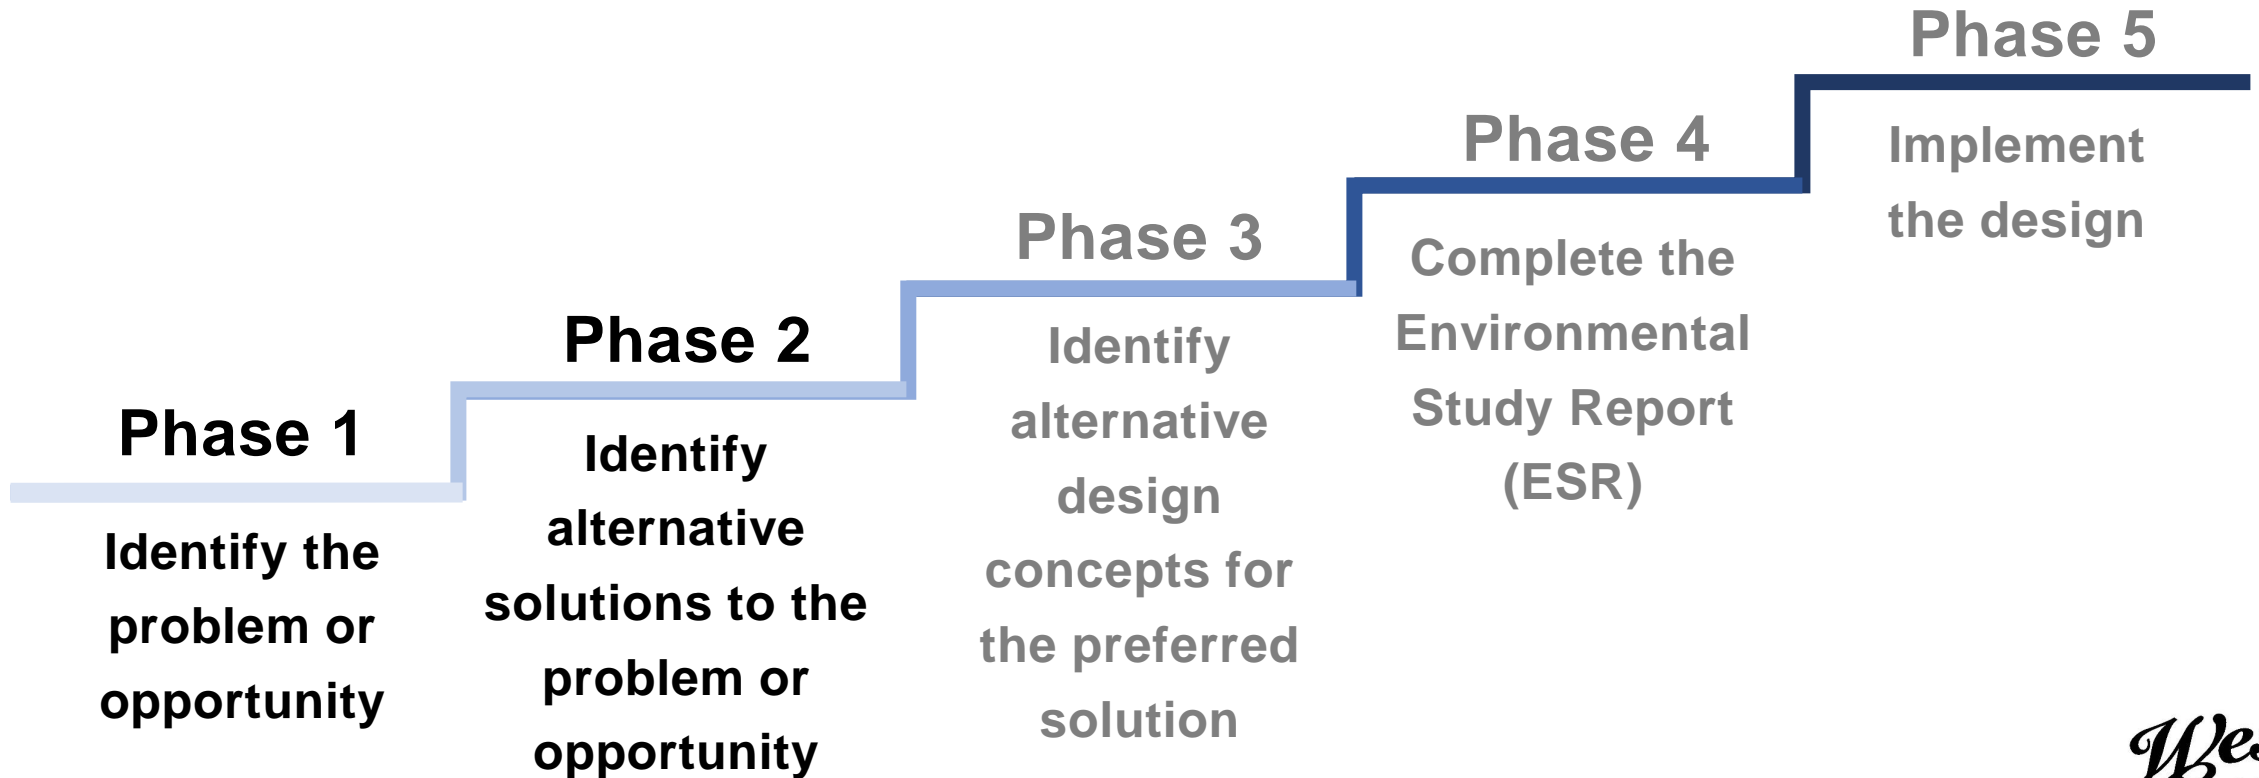 Phase 1
Identify the
problem or
opportunity
Phase 2
Identify
alternative
solutions to the
problem or
opportunity
Phase 3
Identify
alternative
design
concepts for
the preferred
solution
Phase 4
Complete the
Environmental
Study Report
(ESR)
Phase 5
Implement
the design